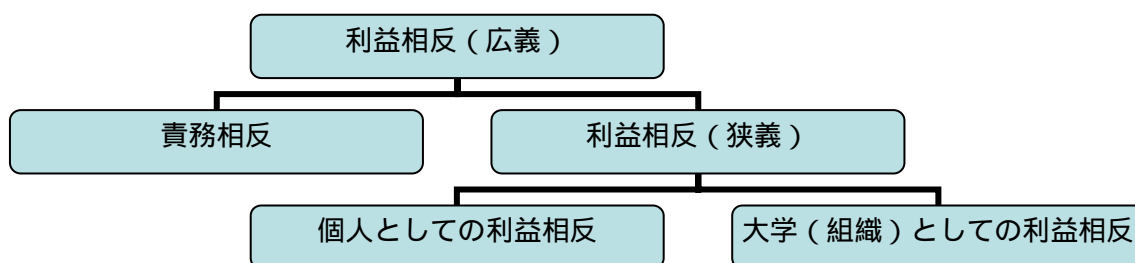 利益相反（広義）
責務相反
利益相反（狭義）
個人としての利益相反
大学（組織）としての利益相反